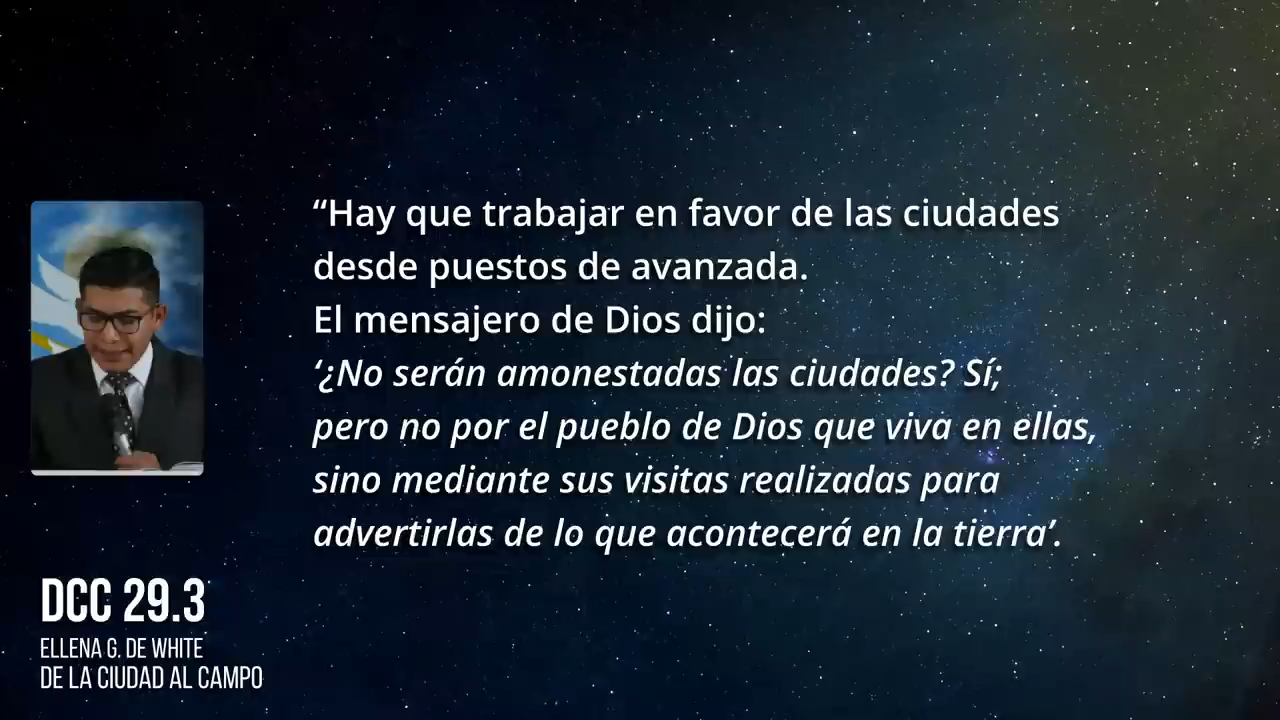 “Hay que trabajar en favor de las ciudades
desde puestos de avanzada.
El mensajero de Dios dijo:
‘¿No serán amonestadas las ciudades? Sí;
pero no por el pueblo de Dios que viva en ellas,
sino mediante sus visitas realizadas para
advertirlas de lo que acontecerá en la tierra’.
DCC 29.3
ELLENA G. DE WHITE
DE LA CIUDAD AL CAMPO